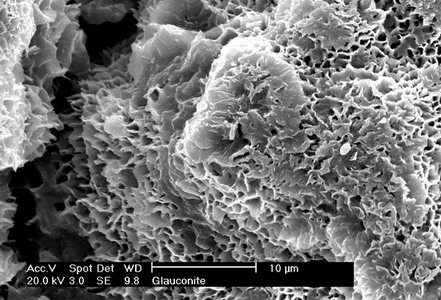 Acc.V Spot Det WD 10 µm
20.0 kV 3.0 SE 9.8 Glauconite